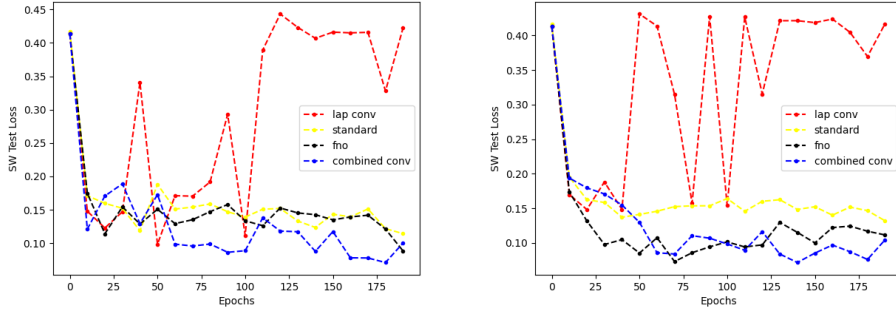 0.45
0.40
0.35
0.30
0.25
0.20
0.15
0.10
SW Test Loss
0 25 50 75 100 125 150 175
Epochs
lap conv
standard
fno
combined conv
0.40
0.35
0.30
0.25
0.20
0.15
0.10
SW Test Loss
0 25 50 75 100 125 150 175
Epochs
lap conv
standard
fno
combined conv